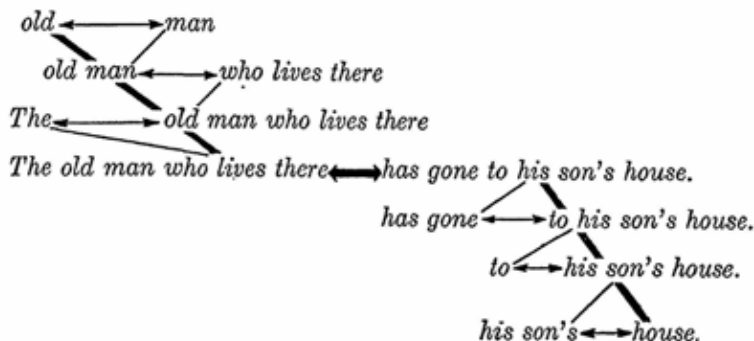 old man
old man who lives there
The old man who lives there
The old man who lives there has gone to his son's house.
has gone to his son's house.
to his son's house.
his son's house.